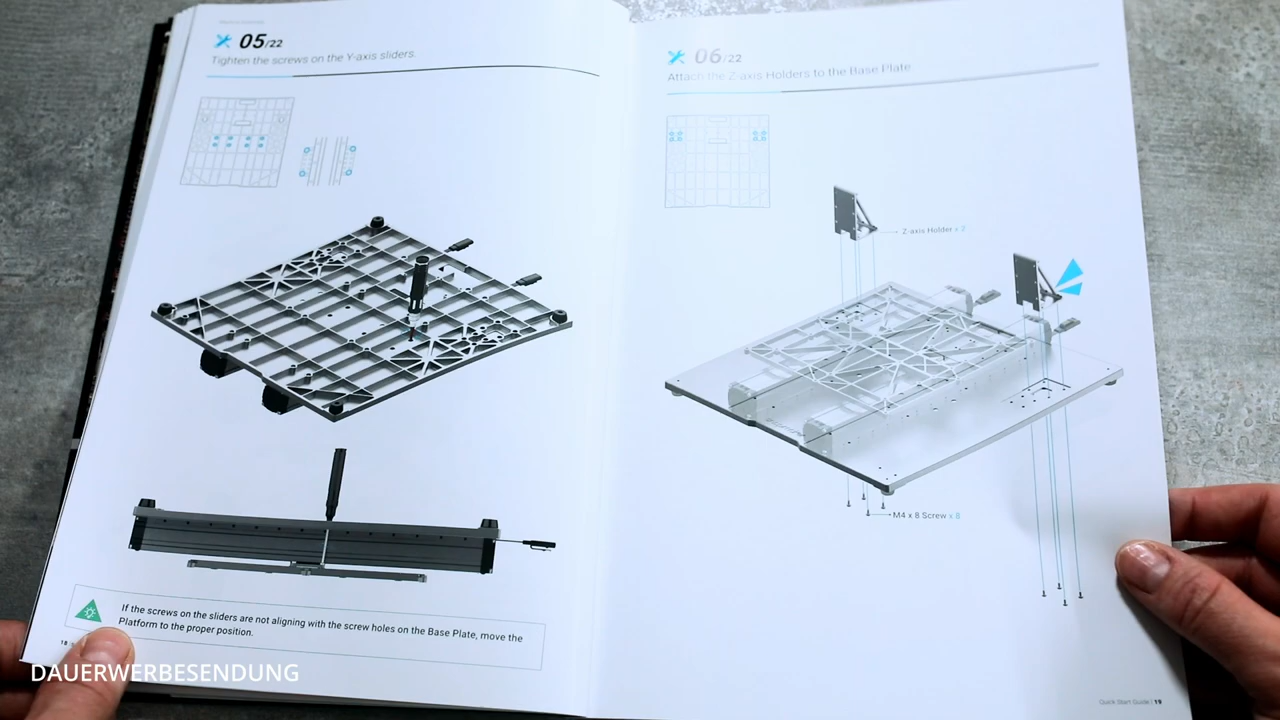 05/22
Tighten the screws on the Y-axis sliders.
If the screws on the sliders are not aligning with the screw holes on the Base Plate, move the
Platform to the proper position.
18
06/22
Attach the Z-axis Holders to the Base Plate.
Z-axis Holder x 2
M4 x 8 Screw x 8
Quick Start Guide | 19
DAUERWERBESENDUNG